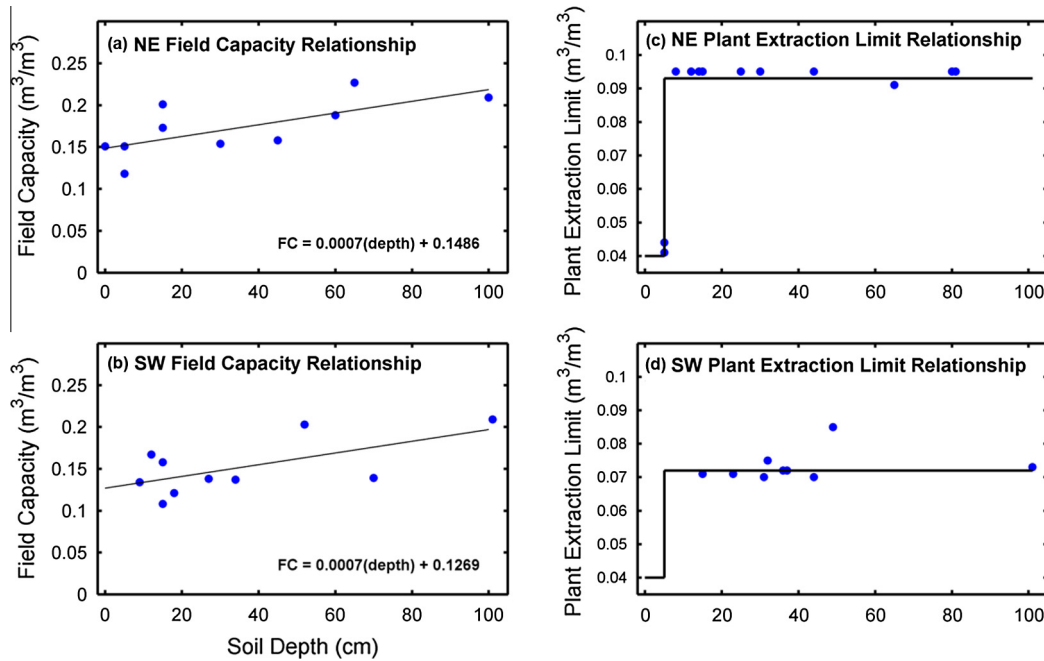 (a) NE Field Capacity Relationship
Field Capacity (m³/m³)
0.25
0.2
0.15
0.1
0.05
0
FC = 0.0007(depth) + 0.1486
0 20 40 60 80 100
(c) NE Plant Extraction Limit Relationship
Plant Extraction Limit (m³/m³)
0.1
0.09
0.08
0.07
0.06
0.05
0.04
0 20 40 60 80 100
(b) SW Field Capacity Relationship
Field Capacity (m³/m³)
0.25
0.2
0.15
0.1
0.05
0
FC = 0.0007(depth) + 0.1269
0 20 40 60 80 100
Soil Depth (cm)
(d) SW Plant Extraction Limit Relationship
Plant Extraction Limit (m³/m³)
0.1
0.09
0.08
0.07
0.06
0.05
0.04
0 20 40 60 80 100